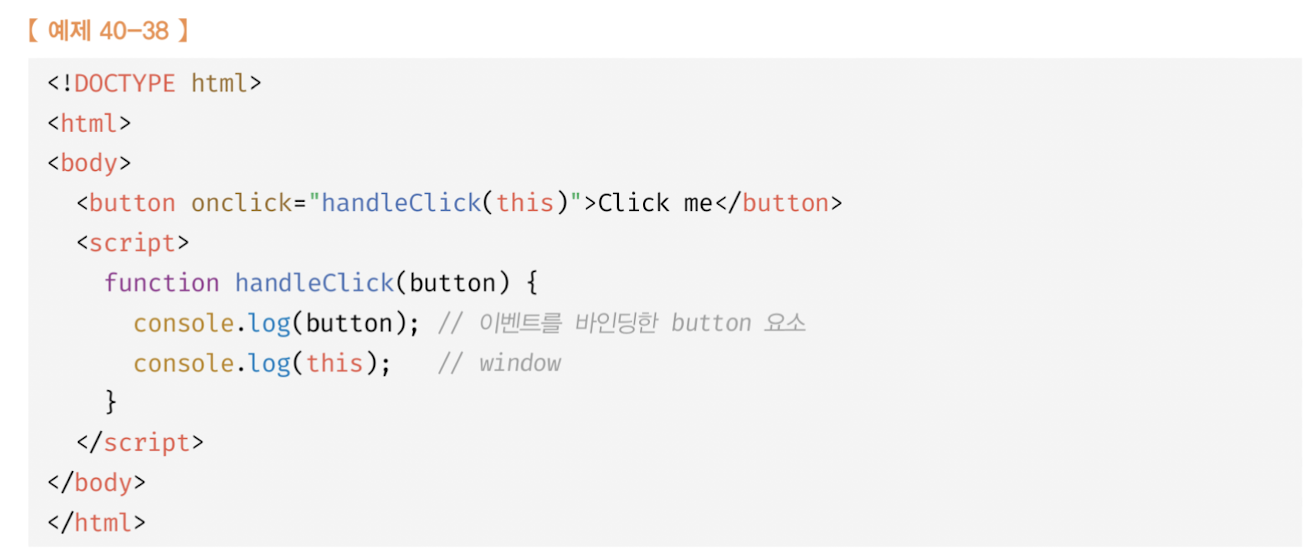 【 예제 40-38 】
<!DOCTYPE html>
<html>
<body>
  <button onclick="handleClick(this)">Click me</button>
  <script>
    function handleClick(button) {
      console.log(button); // 이벤트를 바인딩한 button 요소
      console.log(this);   // window
    }
  </script>
</body>
</html>